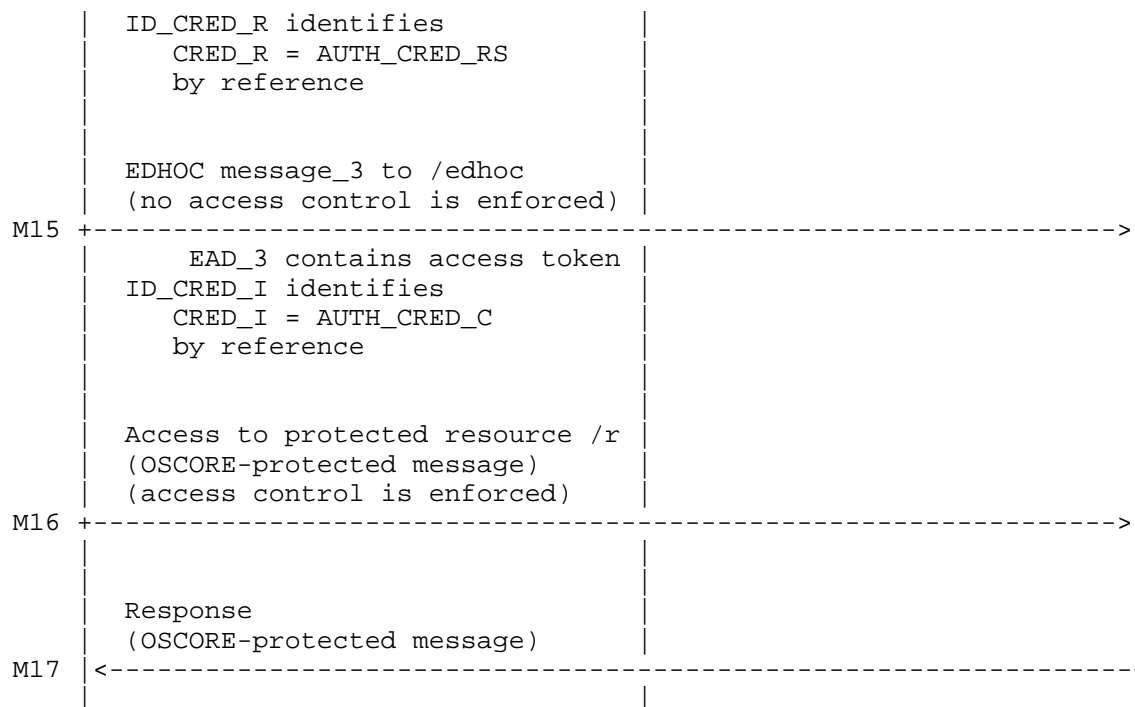 ID_CRED_R identifies
CRED_R = AUTH_CRED_RS
by reference
EDHOC message_3 to /edhoc
(no access control is enforced)
M15 +---------------------------------------------------------------->
EAD_3 contains access token
ID_CRED_I identifies
CRED_I = AUTH_CRED_C
by reference
Access to protected resource /r
(OSCORE-protected message)
(access control is enforced)
M16 +---------------------------------------------------------------->
Response
(OSCORE-protected message)
M17 |<----------------------------------------------------------------